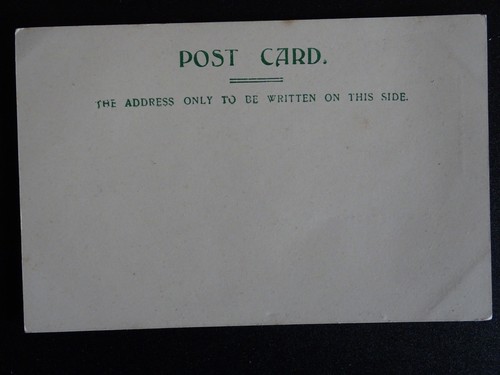 POST CARD.
THE ADDRESS ONLY TO BE WRITTEN ON THIS SIDE.